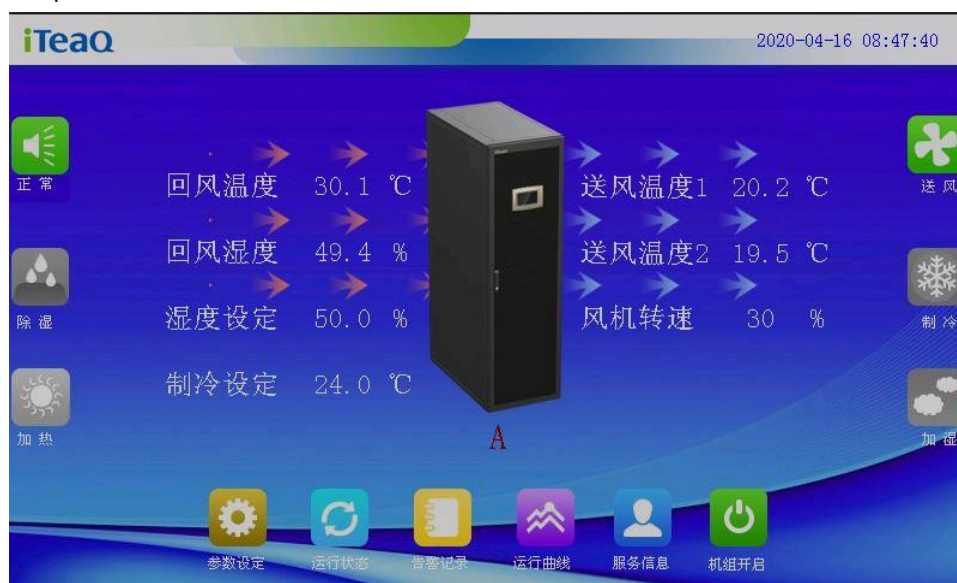 iTeaQ
2020-04-16 08:47:40
正常
送风
回风温度 30.1 ℃
送风温度1 20.2 ℃
回风湿度 49.4 %
送风温度2 19.5 ℃
除湿
制冷
湿度设定 50.0 %
风机转速 30 %
制冷设定 24.0 ℃
加热
加湿
A
参数设定 运行状态 告警记录 运行曲线 服务信息 机组开启